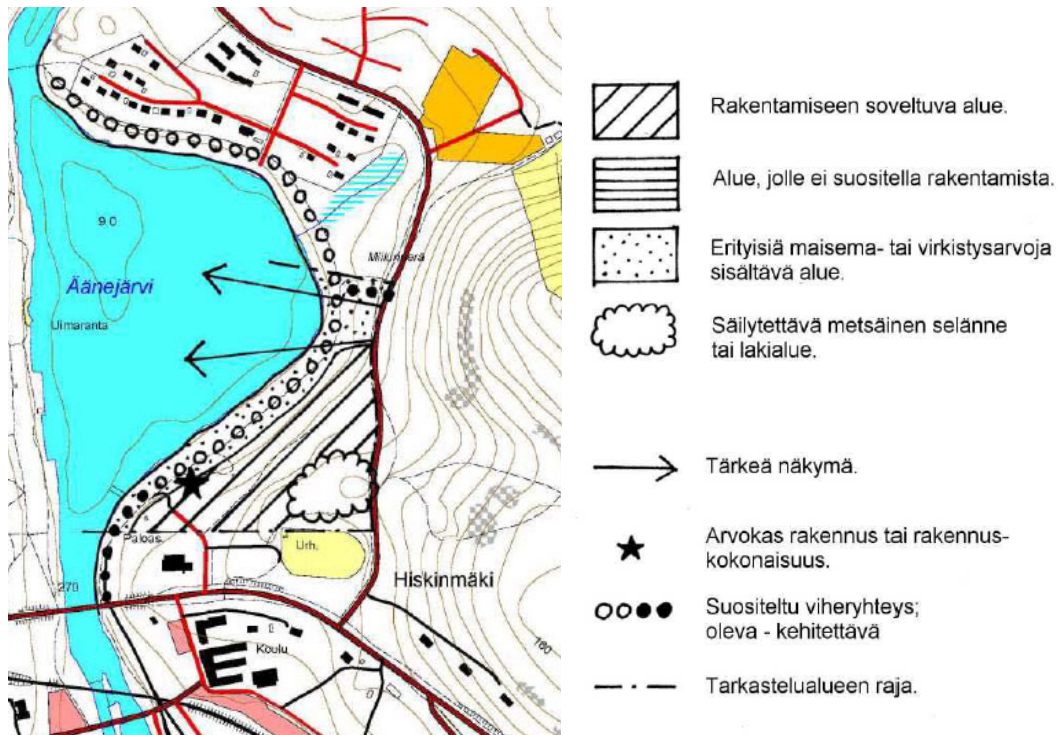 9.0
Äänejärvi
Uimaranta
Paloas.
Urh.
Hiskinmäki
270
Koulu
0
160
Rakentamiseen soveltuva alue.
Alue, jolle ei suositella rakentamista.
Erityisiä maisema- tai virkistysarvoja
sisältävä alue.
Säilytettävä metsäinen selänne
tai lakialue.
Tärkeä näkymä.
Arvokas rakennus tai rakennus-
kokonaisuus.
Suositeltu viheryhteys;
oleva - kehitettävä
Tarkastelualueen raja.